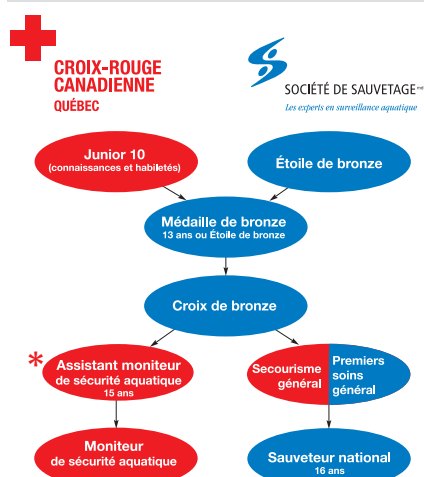 CROIX-ROUGE
CANADIENNE
QUÉBEC
SOCIÉTÉ DE SAUVETAGE
Les experts en surveillance aquatique
Junior 10
(connaissances et habiletés)
Étoile de bronze
Médaille de bronze
13 ans ou Étoile de bronze
Croix de bronze
* Assistant moniteur
de sécurité aquatique
15 ans
Secourisme
général
Premiers
soins
général
Moniteur
de sécurité aquatique
Sauveteur national
16 ans